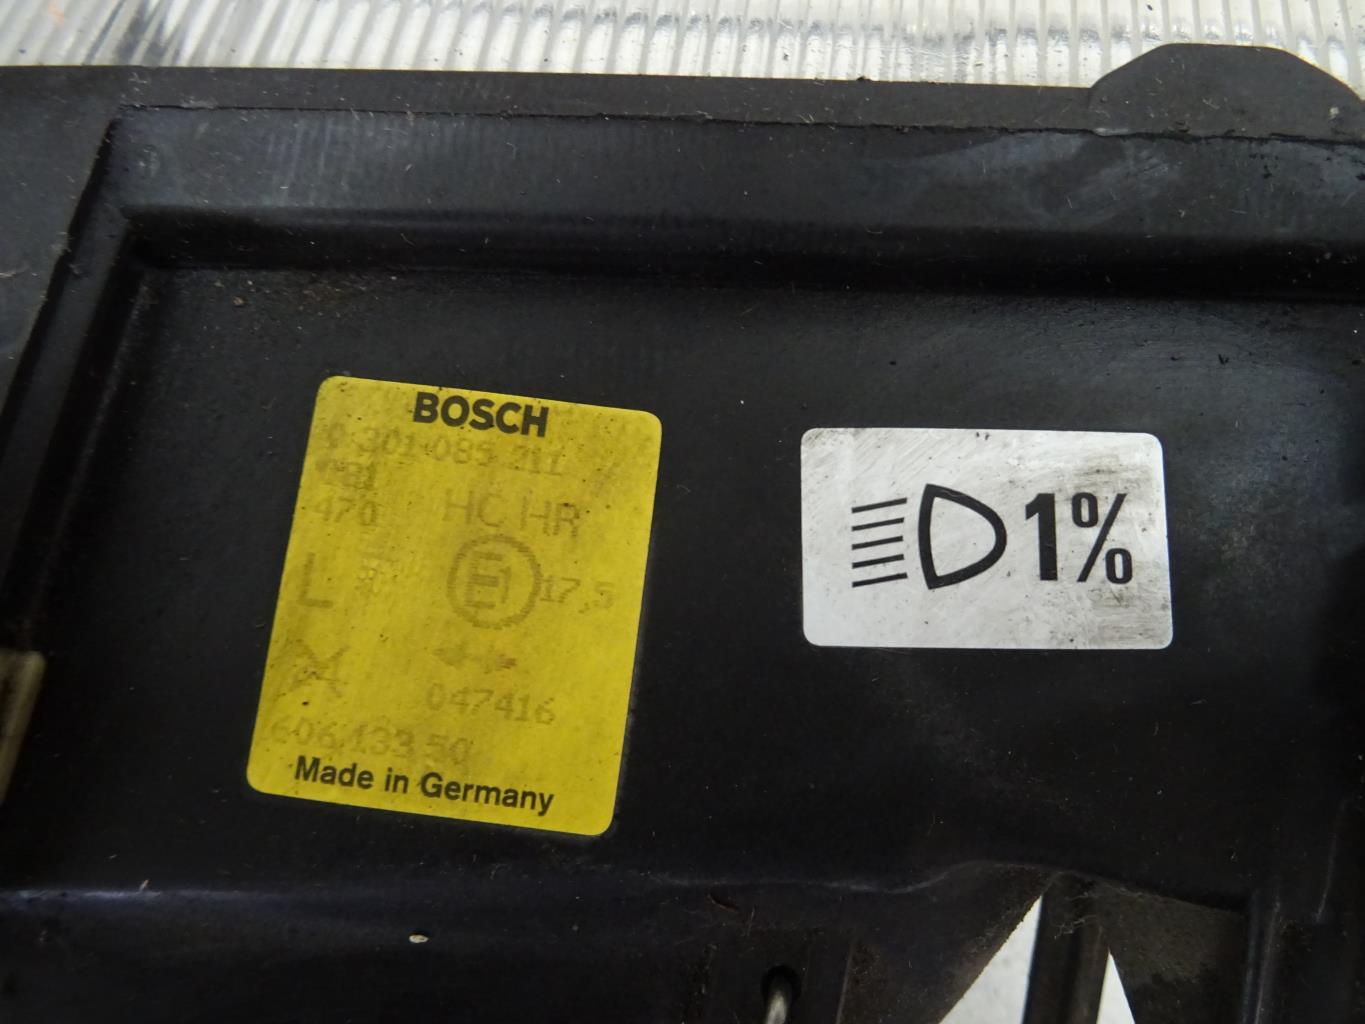 BOSCH
0 301 085 211
470 HC HR
L E1 17,5
047416
606.133.50
Made in Germany
1%